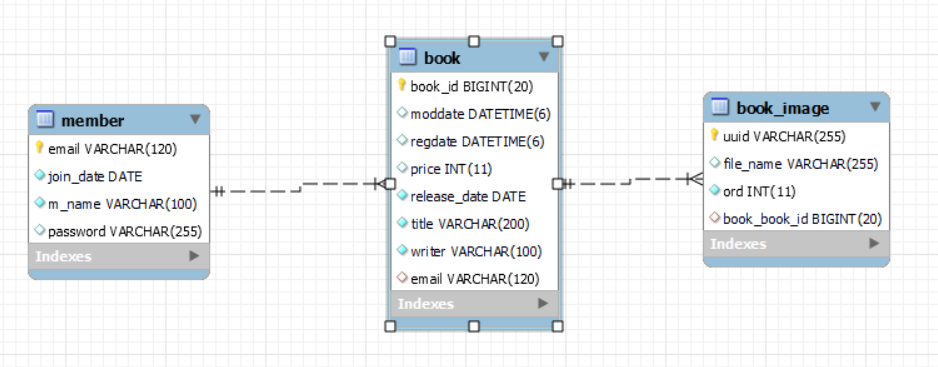 member
email VARCHAR(120)
join_date DATE
m_name VARCHAR(100)
password VARCHAR(255)
Indexes
book
book_id BIGINT(20)
moddate DATETIME(6)
regdate DATETIME(6)
price INT(11)
release_date DATE
title VARCHAR(200)
writer VARCHAR(100)
email VARCHAR(120)
Indexes
book_image
uuid VARCHAR(255)
file_name VARCHAR(255)
ord INT(11)
book_book_id BIGINT(20)
Indexes